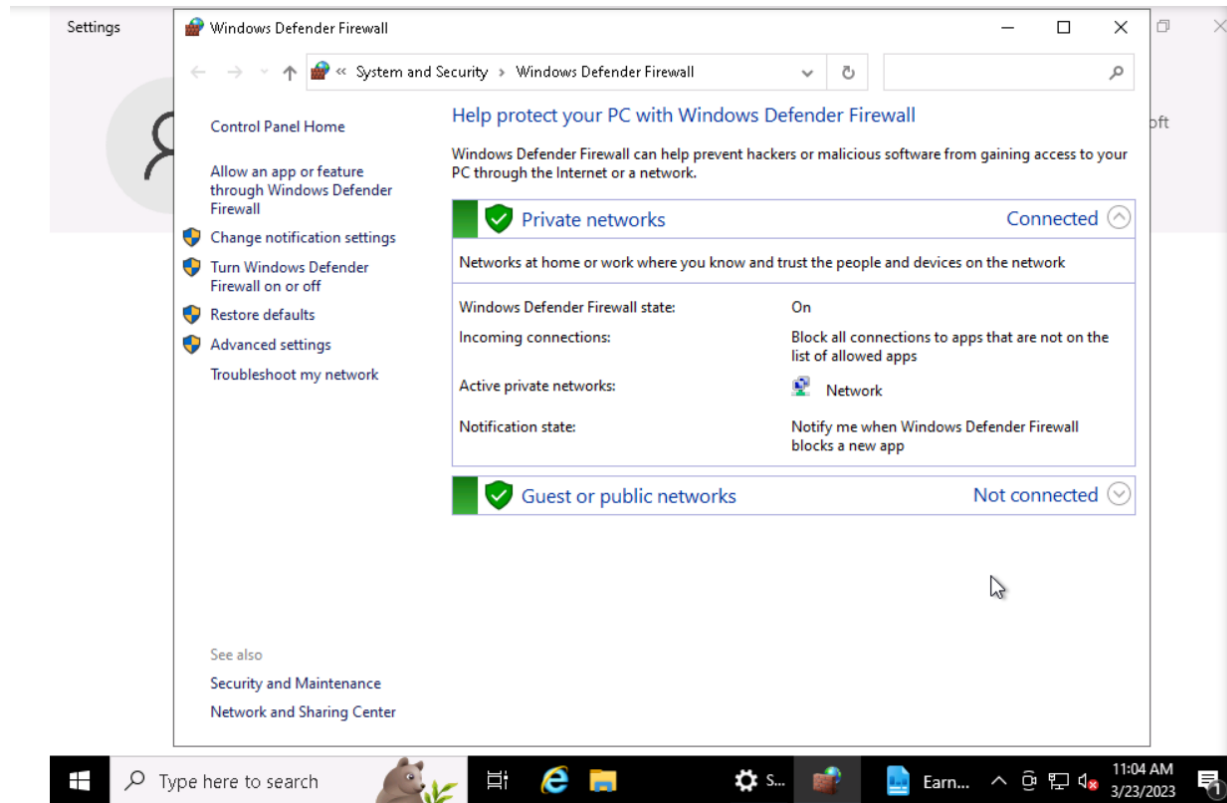 Settings
Windows Defender Firewall
« System and Security > Windows Defender Firewall
Control Panel Home
Allow an app or feature
through Windows Defender
Firewall
Change notification settings
Turn Windows Defender
Firewall on or off
Restore defaults
Advanced settings
Troubleshoot my network
Help protect your PC with Windows Defender Firewall
Windows Defender Firewall can help prevent hackers or malicious software from gaining access to your
PC through the Internet or a network.
Private networks Connected
Networks at home or work where you know and trust the people and devices on the network
Windows Defender Firewall state: On
Incoming connections: Block all connections to apps that are not on the
list of allowed apps
Active private networks: Network
Notification state: Notify me when Windows Defender Firewall
blocks a new app
Guest or public networks Not connected
oft
See also
Security and Maintenance
Network and Sharing Center
Type here to search
S...
Earn...
11:04 AM
3/23/2023
1